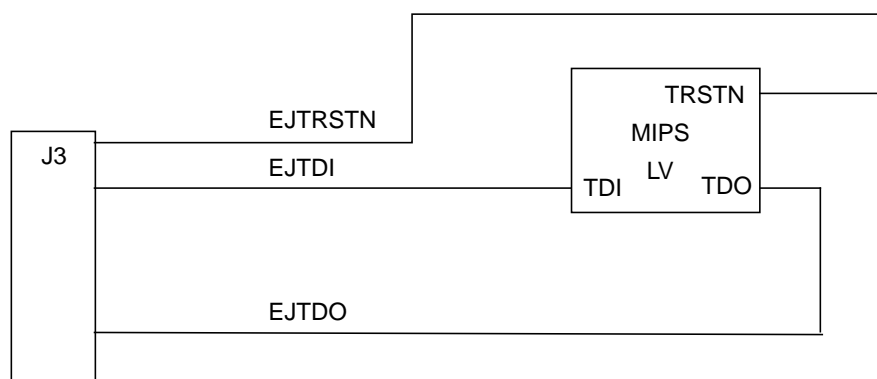 EJTRSTN
J3
EJTDI
EJTDO
TRSTN
MIPS
LV
TDI
TDO